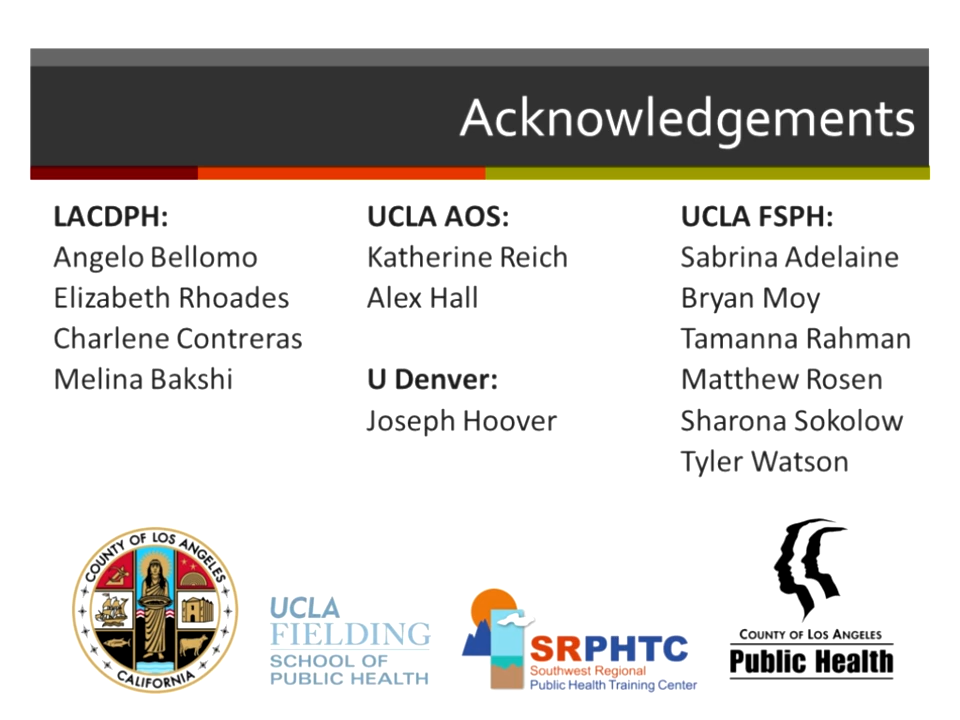 Acknowledgements
LACDPH:
Angelo Bellomo
Elizabeth Rhoades
Charlene Contreras
Melina Bakshi
UCLA AOS:
Katherine Reich
Alex Hall
U Denver:
Joseph Hoover
UCLA FSPH:
Sabrina Adelaine
Bryan Moy
Tamanna Rahman
Matthew Rosen
Sharona Sokolow
Tyler Watson
COUNTY OF LOS ANGELES
CALIFORNIA
UCLA
FIELDING
SCHOOL OF
PUBLIC HEALTH
SRPHTC
Southwest Regional
Public Health Training Center
COUNTY OF LOS ANGELES
Public Health